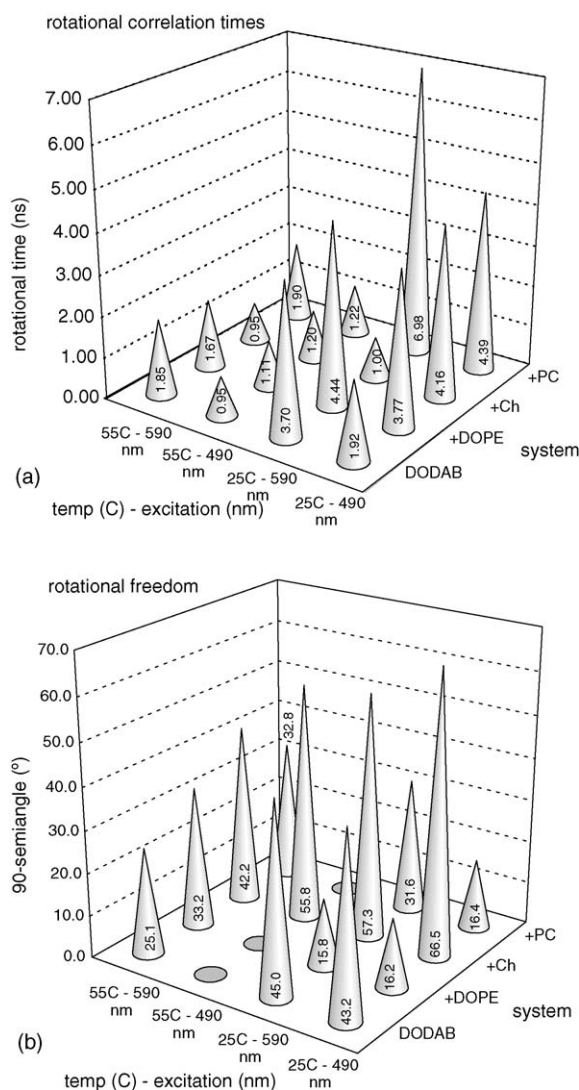 rotational correlation times
7.00
6.00
5.00
4.00
3.00
2.00
1.00
0.00
rotational time (ns)
1.85
1.67
0.95
1.90
0.95
1.11
1.20
1.22
3.70
4.44
1.00
6.98
1.92
3.77
4.16
4.39
55C - 590
nm
55C - 490
nm
25C - 590
nm
25C - 490
nm
DODAB
+DOPE
+Ch
+PC
system
(a)
temp (C) - excitation (nm)
rotational freedom
70.0
60.0
50.0
40.0
30.0
20.0
10.0
0.0
90-semiangle (º)
25.1
33.2
42.2
32.8
55.8
45.0
15.8
57.3
31.6
43.2
16.2
66.5
16.4
55C - 590
nm
55C - 490
nm
25C - 590
nm
25C - 490
nm
DODAB
+DOPE
+Ch
+PC
system
(b)
temp (C) - excitation (nm)